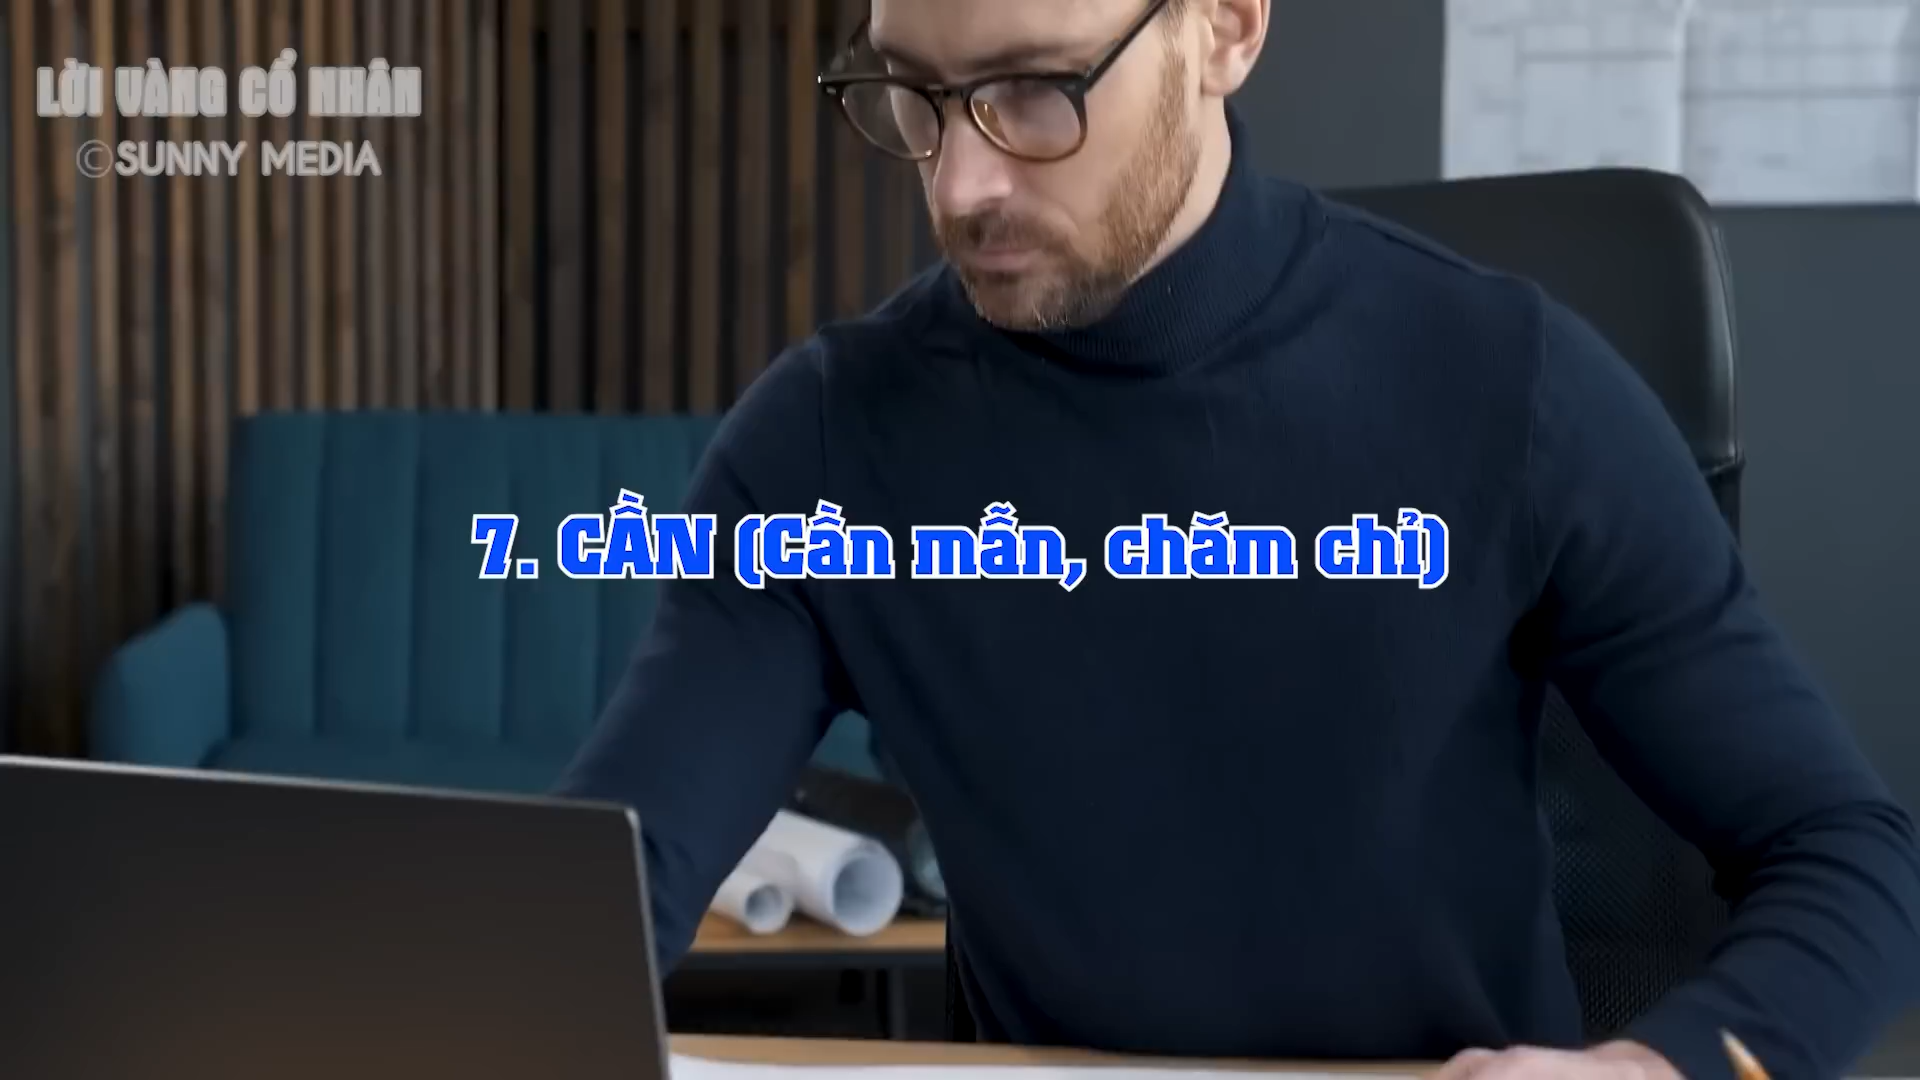 LỜI VÀNG CỔ NHÂN
©SUNNY MEDIA
7. CẦN (Cần mẫn, chăm chỉ)